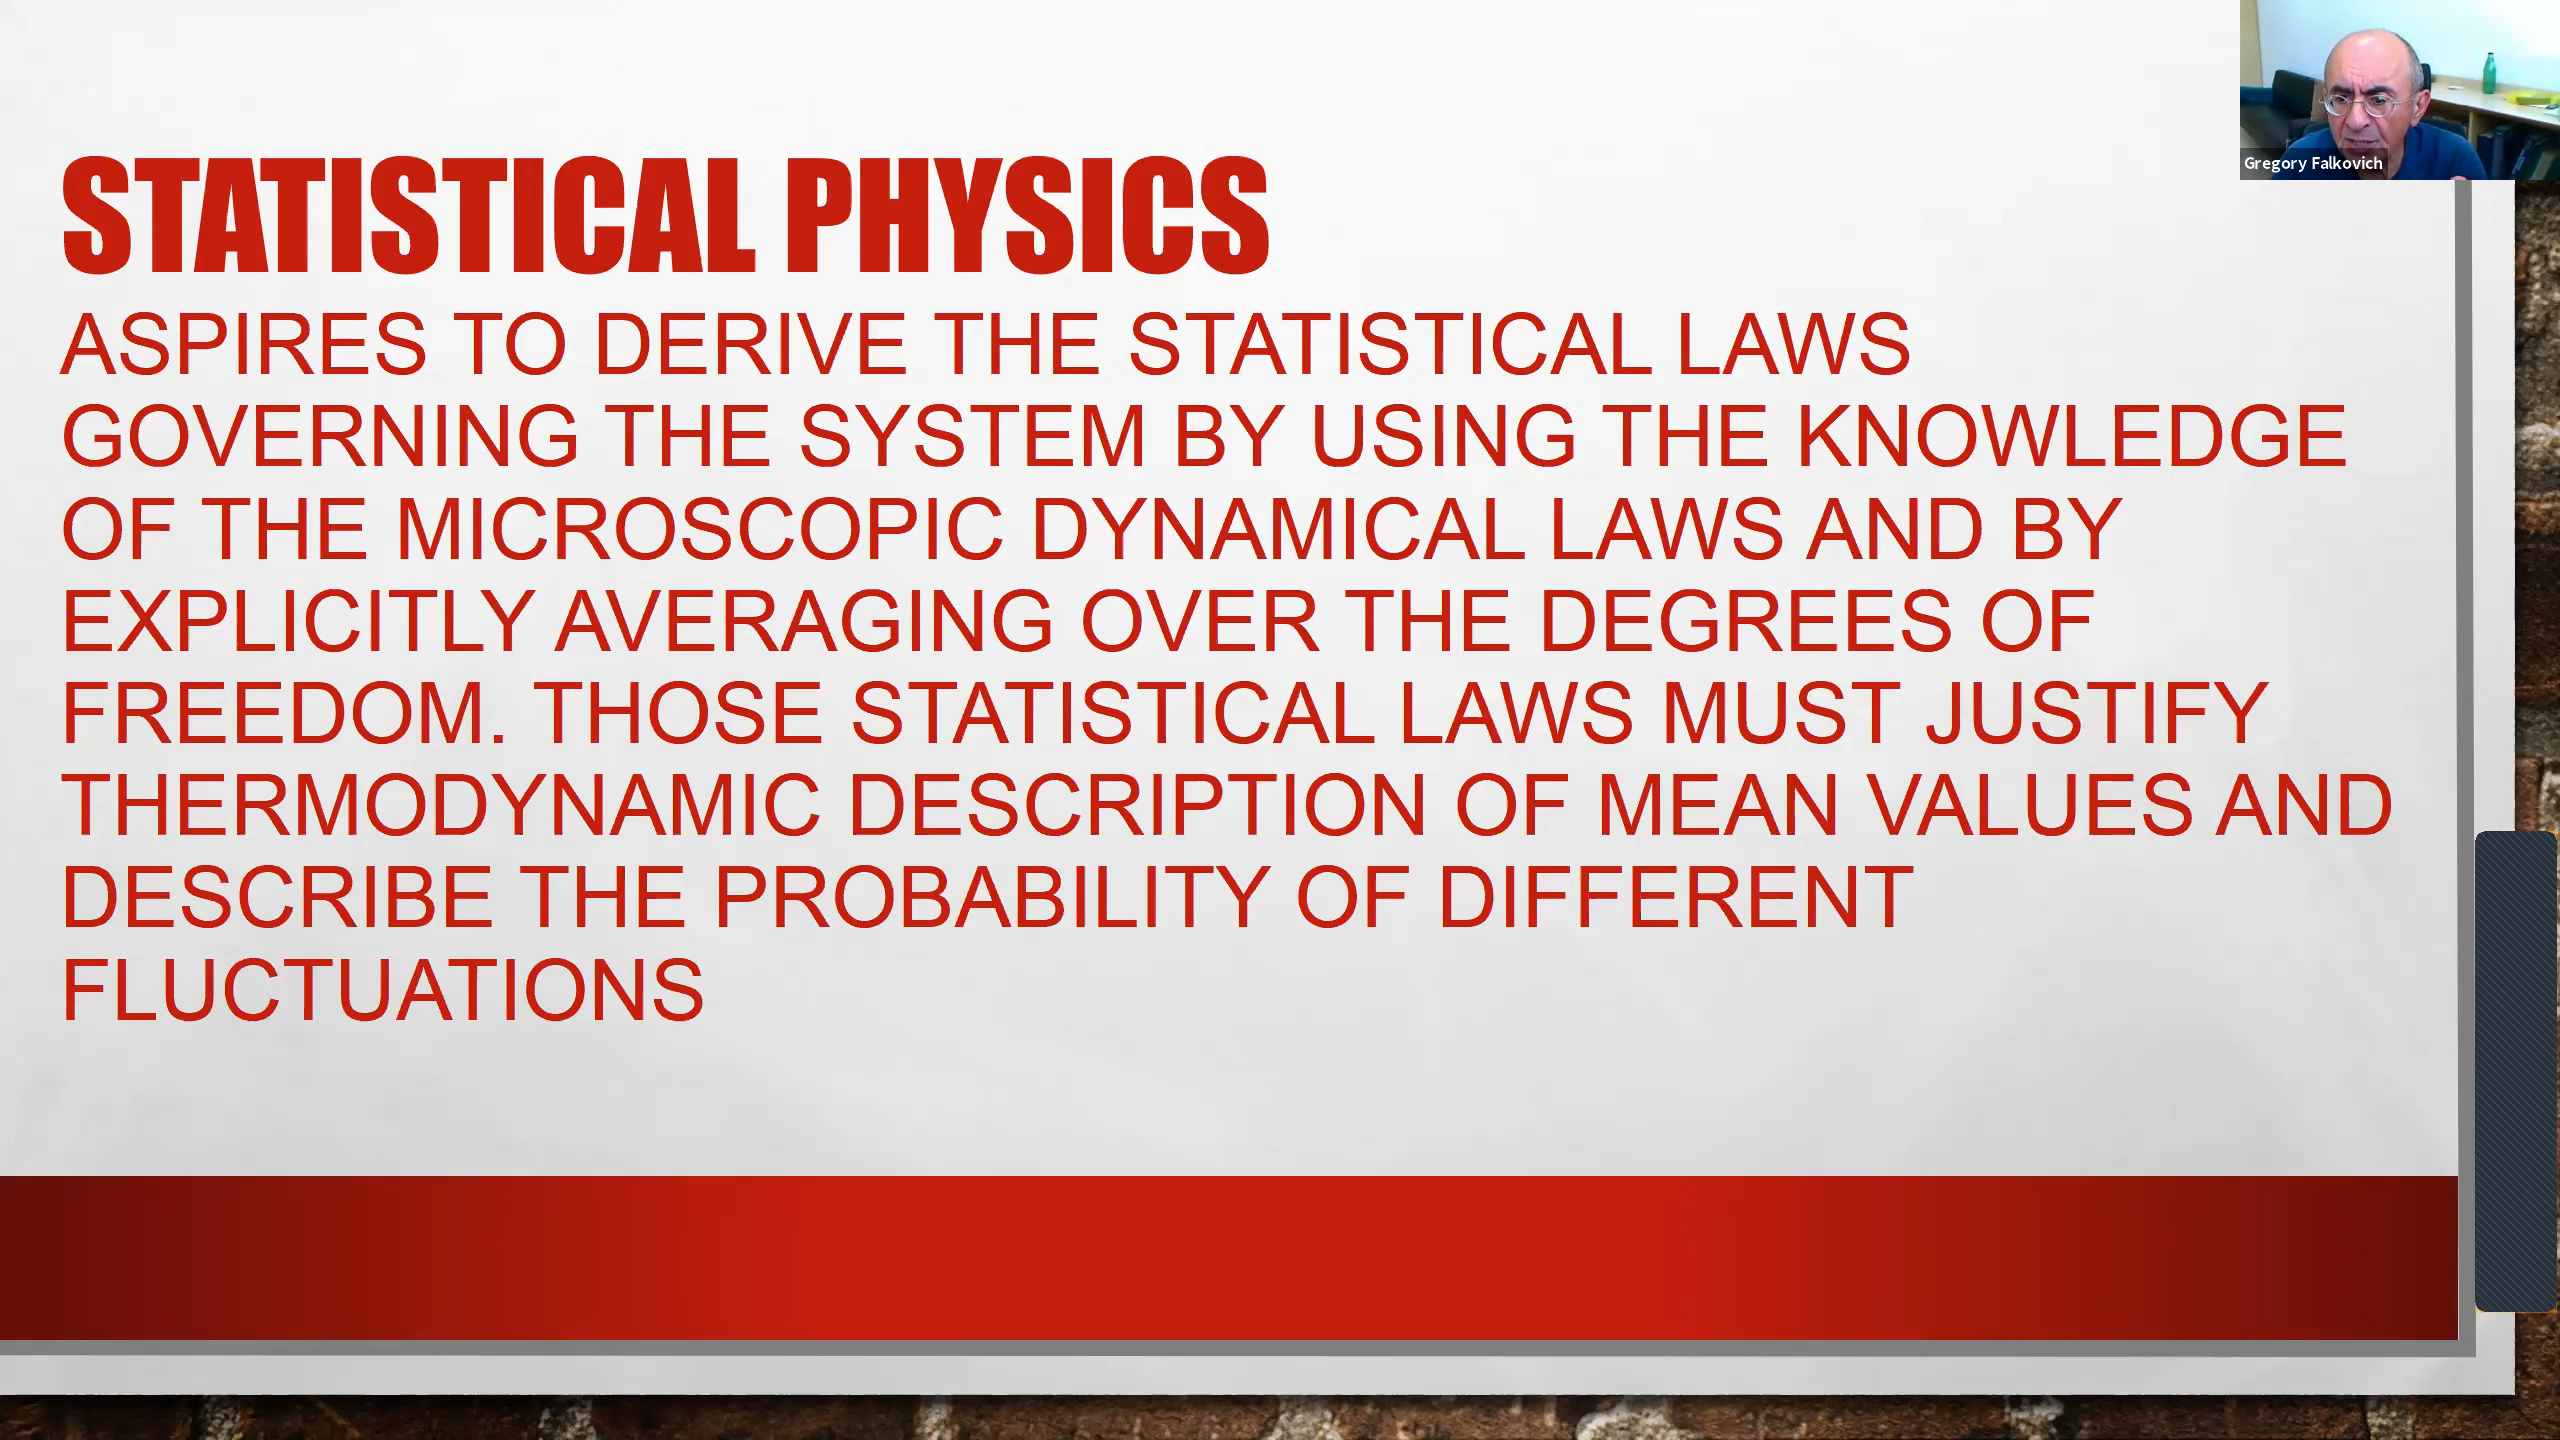 STATISTICAL PHYSICS
ASPIRES TO DERIVE THE STATISTICAL LAWS
GOVERNING THE SYSTEM BY USING THE KNOWLEDGE
OF THE MICROSCOPIC DYNAMICAL LAWS AND BY
EXPLICITLY AVERAGING OVER THE DEGREES OF
FREEDOM. THOSE STATISTICAL LAWS MUST JUSTIFY
THERMODYNAMIC DESCRIPTION OF MEAN VALUES AND
DESCRIBE THE PROBABILITY OF DIFFERENT
FLUCTUATIONS
Gregory Falkovich